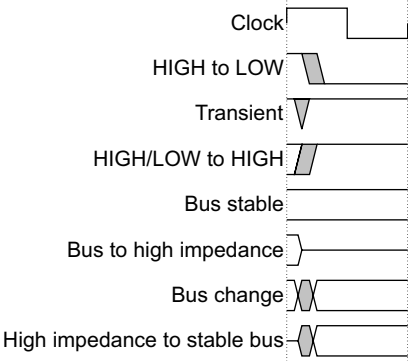 Clock
HIGH to LOW
Transient
HIGH/LOW to HIGH
Bus stable
Bus to high impedance
Bus change
High impedance to stable bus